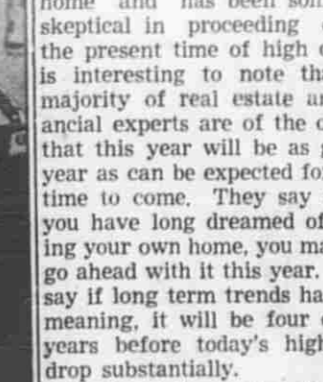 home and has been som
skeptical in proceeding
the present time of high
is interesting to note tha
majority of real estate a
ancial experts are of the
that this year will be as
year as can be expected fo
time to come. They say
you have long dreamed of
ing your own home, you ma
go ahead with it this year.
say if long term trends ha
meaning, it will be four
years before today's high
drop substantially.